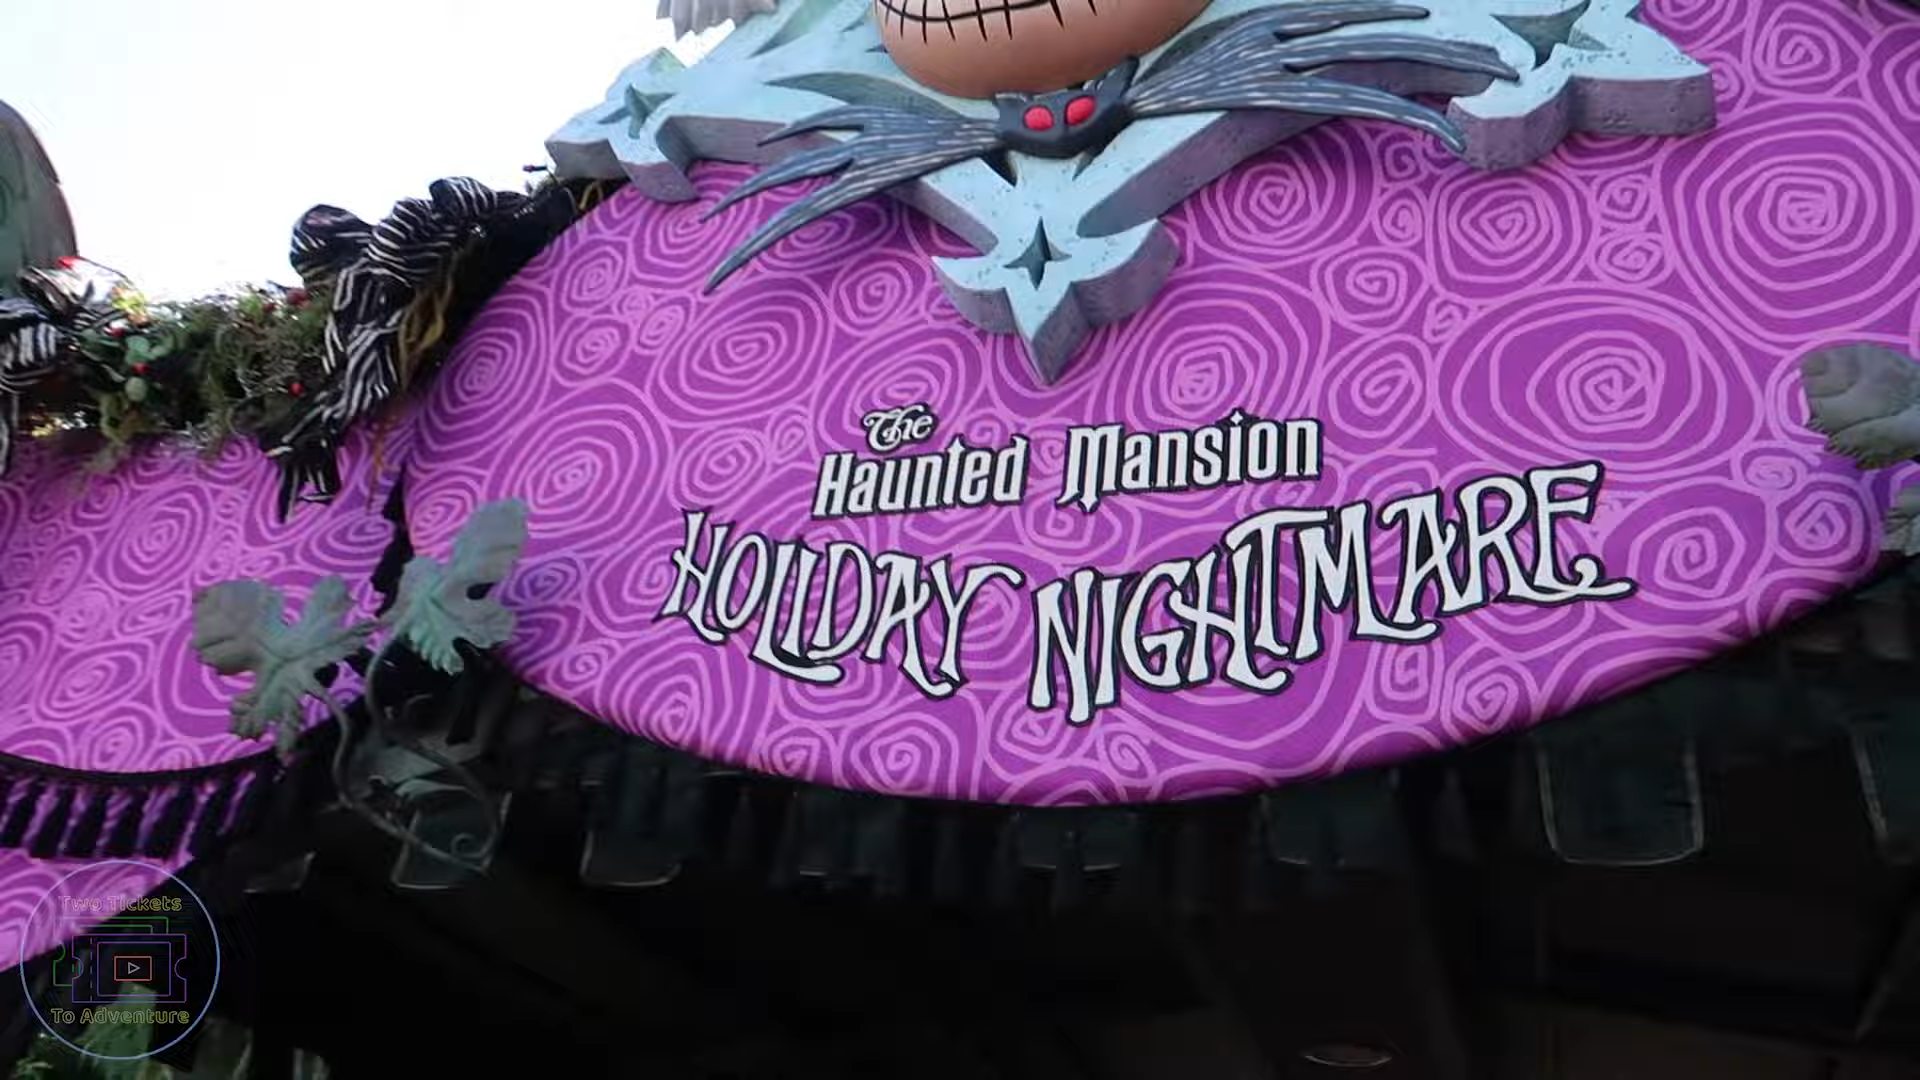 The
Haunted Mansion
HOLIDAY NIGHTMARE
Two Tickets
To Adventure